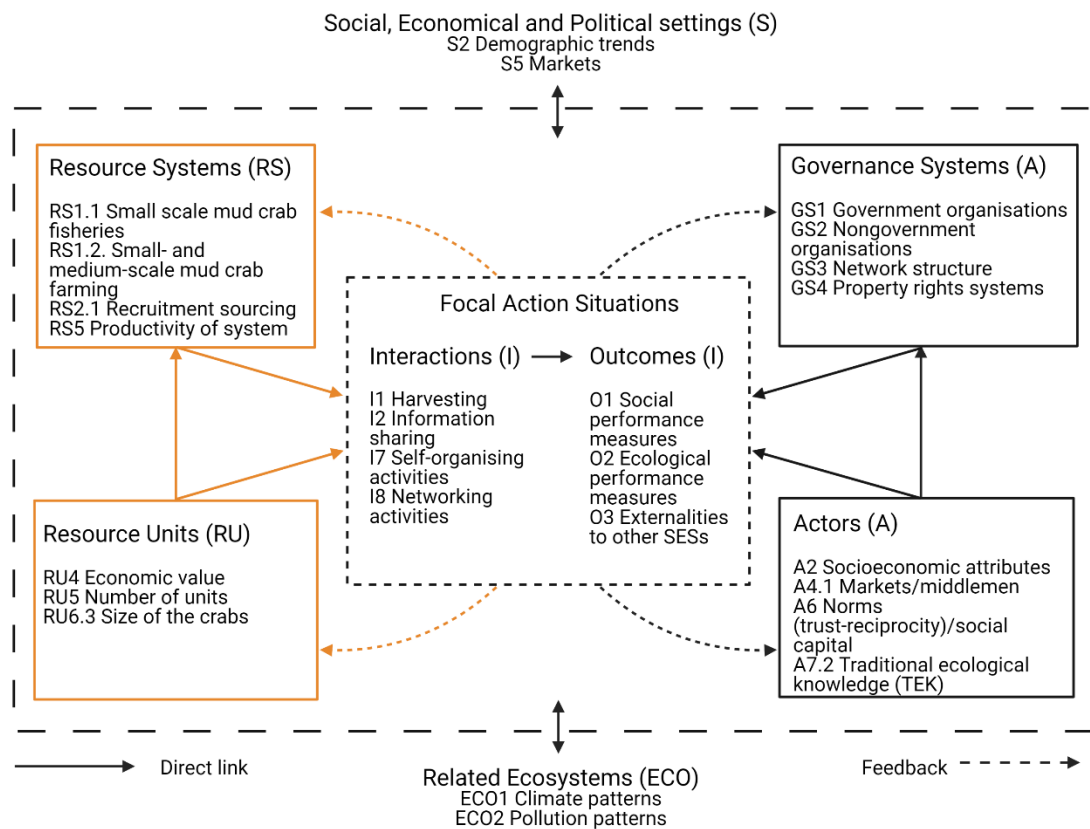 Social, Economical and Political settings (S)
S2 Demographic trends
S5 Markets
Resource Systems (RS)
RS1.1 Small scale mud crab
fisheries
RS1.2. Small- and
medium-scale mud crab
farming
RS2.1 Recruitment sourcing
RS5 Productivity of system
Governance Systems (A)
GS1 Government organisations
GS2 Nongovernment
organisations
GS3 Network structure
GS4 Property rights systems
Focal Action Situations
Interactions (I)
I1 Harvesting
I2 Information
sharing
I7 Self-organising
activities
I8 Networking
activities
Outcomes (I)
O1 Social
performance
measures
O2 Ecological
performance
measures
O3 Externalities
to other SESs
Resource Units (RU)
RU4 Economic value
RU5 Number of units
RU6.3 Size of the crabs
Actors (A)
A2 Socioeconomic attributes
A4.1 Markets/middlemen
A6 Norms
(trust-reciprocity)/social
capital
A7.2 Traditional ecological
knowledge (TEK)
Direct link
Feedback
Related Ecosystems (ECO)
ECO1 Climate patterns
ECO2 Pollution patterns